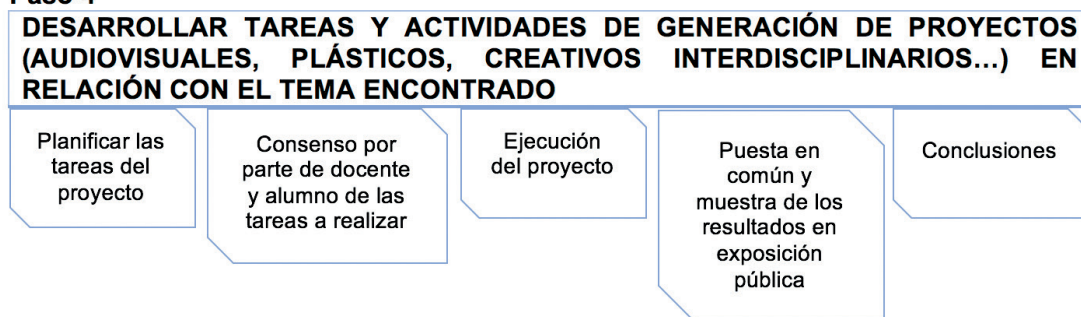 DESARROLLAR TAREAS Y ACTIVIDADES DE GENERACIÓN DE PROYECTOS
(AUDIOVISUALES, PLÁSTICOS, CREATIVOS INTERDISCIPLINARIOS...) EN
RELACIÓN CON EL TEMA ENCONTRADO
Planificar las
tareas del
proyecto
Consenso por
parte de docente
y alumno de las
tareas a realizar
Ejecución
del proyecto
Puesta en
común y
muestra de los
resultados en
exposición
pública
Conclusiones